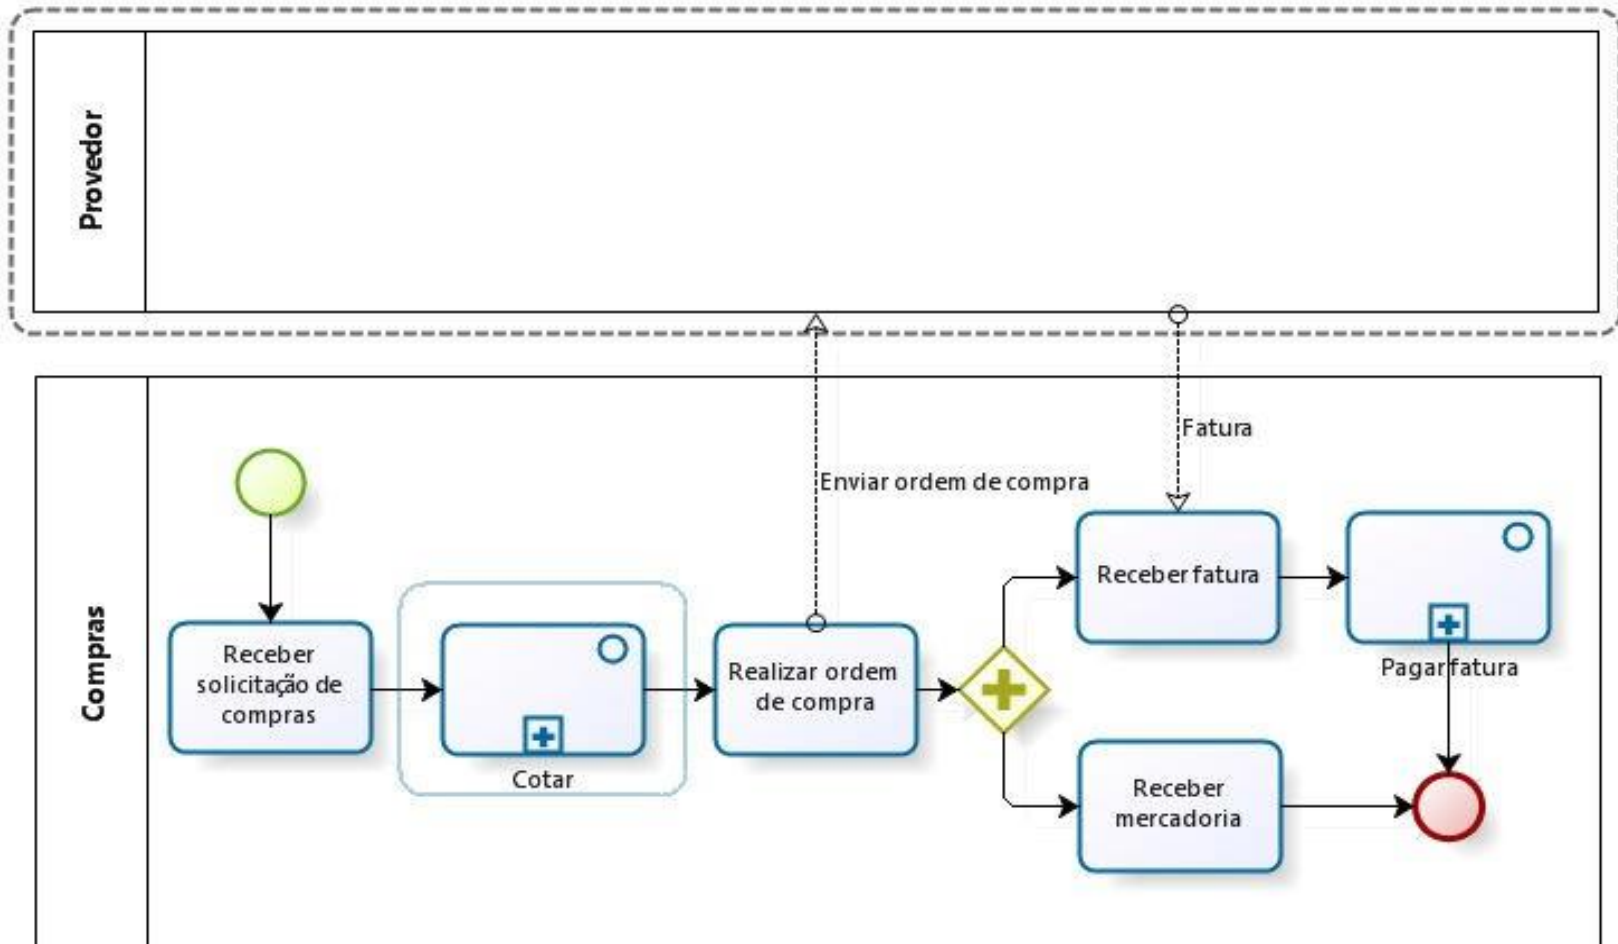 Provedor
Compras
Fatura
Enviar ordem de compra
Receber
solicitação de
compras
Cotar
Realizar ordem
de compra
Receber fatura
Pagar fatura
Receber
mercadoria